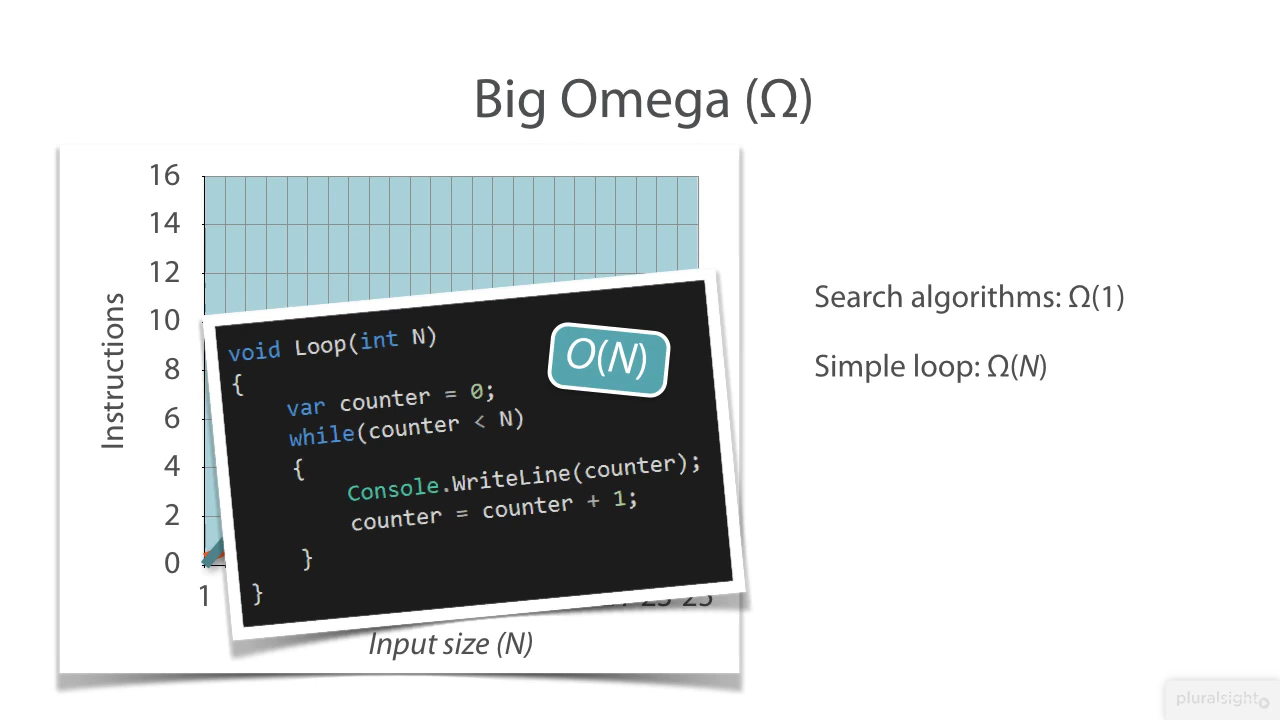 Big Omega (Ω)
16
14
12
10
8
6
4
2
0
Instructions
1
25
Input size (N)
void Loop(int N)
{
var counter = 0;
while(counter < N)
{
Console.WriteLine(counter);
counter = counter + 1;
}
}
O(N)
Search algorithms: Ω(1)
Simple loop: Ω(N)
pluralsight